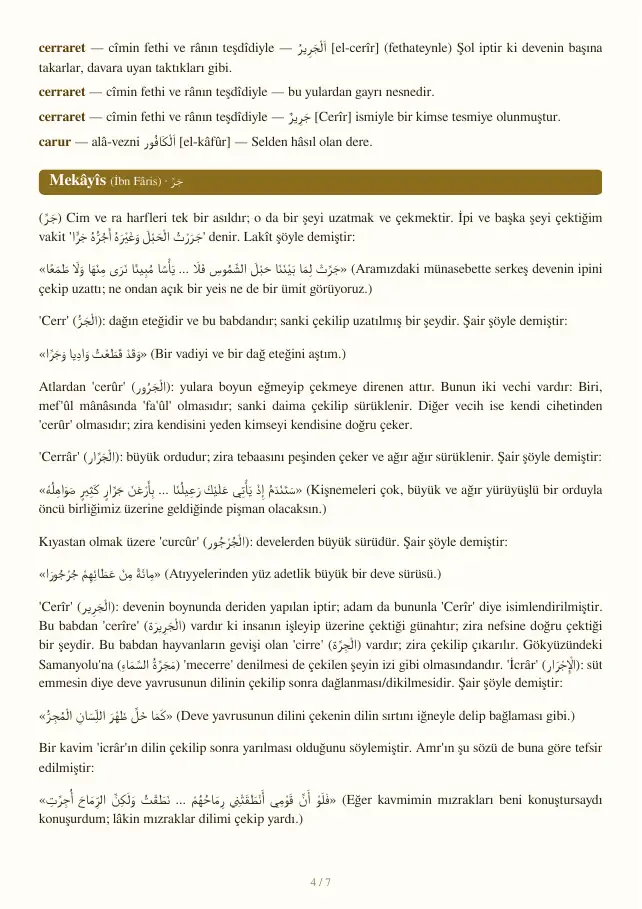 cerraret — cîmin fethi ve rânın teşdîdiyle — اَلْجَرِيرُ [el-cerîr] (fethateynle) Şol iptir ki devenin başına
takarlar, davara uyan taktıkları gibi.
cerraret — cîmin fethi ve rânın teşdîdiyle — bu yulardan gayrı nesnedir.
cerraret — cîmin fethi ve rânın teşdîdiyle — جَرِيرٌ [Cerîr] ismiyle bir kimse tesmiye olunmuştur.
carur — alâ-vezni اَلْكَافُور [el-kâfûr] — Selden hâsıl olan dere.
Mekâyîs (İbn Fâris) · جَرّ
(جَرّ) Cim ve ra harfleri tek bir asıldır; o da bir şeyi uzatmak ve çekmektir. İpi ve başka şeyi çektiğim
vakit 'جَرَرْتُ الْحَبْلَ وَغَيْرَهُ أَجُرُّهُ جَرًّا' denir. Lakît şöyle demiştir:
«جَرَّتْ لِمَا بَيْنَنَا حَبْلَ الشَّمُوسِ فَلَا ... يَأْسًا مُبِينًا نَرَى مِنْهَا وَلَا طَمَعَا» (Aramızdaki münasebette serkeş devenin ipini
çekip uzattı; ne ondan açık bir yeis ne de bir ümit görüyoruz.)
'Cerr' (الْجَرُّ): dağın eteğidir ve bu babdandır; sanki çekilip uzatılmış bir şeydir. Şair şöyle demiştir:
«وَقَدْ قَطَعْتُ وَادِيا وَجَرَّا» (Bir vadiyi ve bir dağ eteğini aştım.)
Atlardan 'cerûr' (الْجَرُور): yulara boyun eğmeyip çekmeye direnen attır. Bunun iki vechi vardır: Biri,
mef'ûl mânâsında 'fa'ûl' olmasıdır; sanki daima çekilip sürüklenir. Diğer vecih ise kendi cihetinden
'cerûr' olmasıdır; zira kendisini yeden kimseyi kendisine doğru çeker.
'Cerrâr' (الْجَرَّار): büyük ordudur; zira tebaasını peşinden çeker ve ağır ağır sürüklenir. Şair şöyle demiştir:
«سَتَنْدَمُ إِذْ يَأْتِي عَلَيْكَ رَعِيلُنَا ... بِأَرْعَنَ جَرَّارٍ كَثِيرٍ صَوَاهِلُهُ» (Kişnemeleri çok, büyük ve ağır yürüyüşlü bir orduyla
öncü birliğimiz üzerine geldiğinde pişman olacaksın.)
Kıyastan olmak üzere 'curcûr' (الْجُرْجُور): develerden büyük sürüdür. Şair şöyle demiştir:
«مِائَةً مِنْ عَطَائِهِمْ جُرْجُورَا» (Atıyyelerinden yüz adetlik büyük bir deve sürüsü.)
'Cerîr' (الْجَرِير): devenin boynunda deriden yapılan iptir; adam da bununla 'Cerîr' diye isimlendirilmiştir.
Bu babdan 'cerîre' (الْجَرِيرَة) vardır ki insanın işleyip üzerine çektiği günahtır; zira nefsine doğru çektiği
bir şeydir. Bu babdan hayvanların gevişi olan 'cirre' (الْجِرَّة) vardır; zira çekilip çıkarılır. Gökyüzündeki
Samanyolu'na (مَجَرَّةُ السَّمَاءِ) 'mecerre' denilmesi de çekilen şeyin izi gibi olmasındandır. 'İcrâr' (الْإِجْرَار): süt
emmesin diye deve yavrusunun dilinin çekilip sonra dağlanması/dikilmesidir. Şair şöyle demiştir:
«كَمَا خَلَّ ظَهْرَ اللِّسَانِ الْمُجِرُّ» (Deve yavrusunun dilini çekenin dilin sırtını iğneyle delip bağlaması gibi.)
Bir kavim 'icrâr'ın dilin çekilip sonra yarılması olduğunu söylemiştir. Amr'ın şu sözü de buna göre tefsir
edilmiştir:
«فَلَوْ أَنَّ قَوْمِي أَنْطَقَتْنِي رِمَاحُهُمْ ... نَطَقْتُ وَلَكِنَّ الرِّمَاحَ أَجَرَّتِ» (Eğer kavmimin mızrakları beni konuştursaydı
konuşurdum; lâkin mızraklar dilimi çekip yardı.)
4 / 7